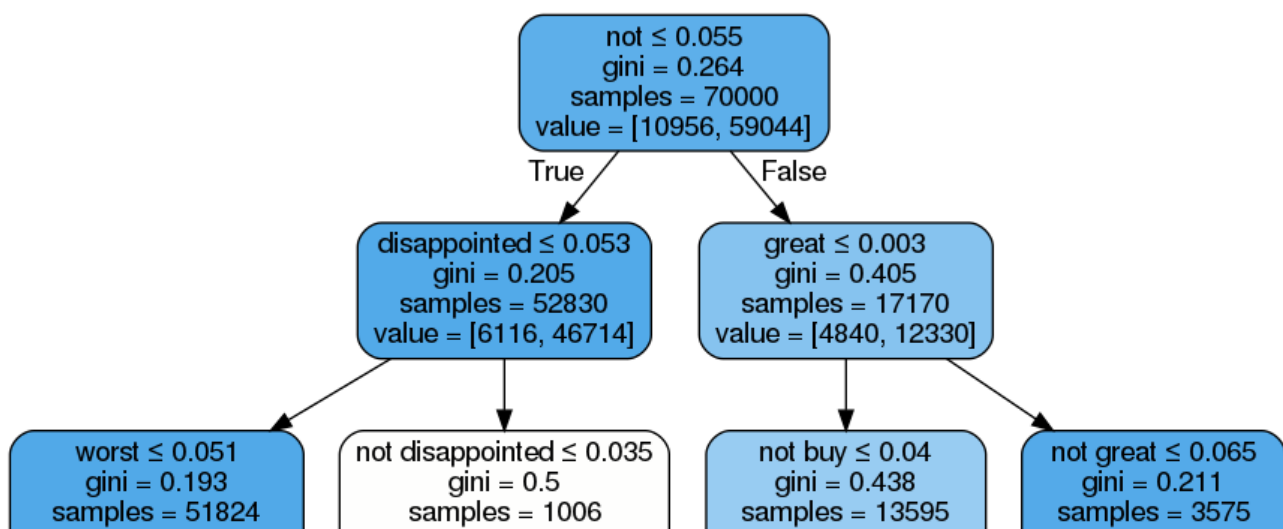 not ≤ 0.055
gini = 0.264
samples = 70000
value = [10956, 59044]
True
False
disappointed ≤ 0.053
gini = 0.205
samples = 52830
value = [6116, 46714]
great ≤ 0.003
gini = 0.405
samples = 17170
value = [4840, 12330]
worst ≤ 0.051
gini = 0.193
samples = 51824
not disappointed ≤ 0.035
gini = 0.5
samples = 1006
not buy ≤ 0.04
gini = 0.438
samples = 13595
not great ≤ 0.065
gini = 0.211
samples = 3575